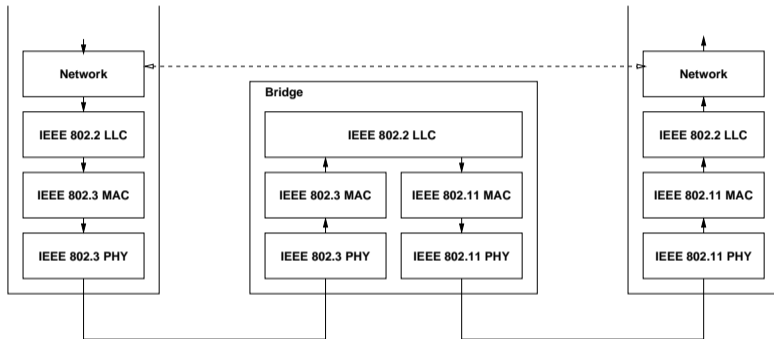 Network
IEEE 802.2 LLC
IEEE 802.3 MAC
IEEE 802.3 PHY
Bridge
IEEE 802.2 LLC
IEEE 802.3 MAC
IEEE 802.11 MAC
IEEE 802.3 PHY
IEEE 802.11 PHY
Network
IEEE 802.2 LLC
IEEE 802.11 MAC
IEEE 802.11 PHY